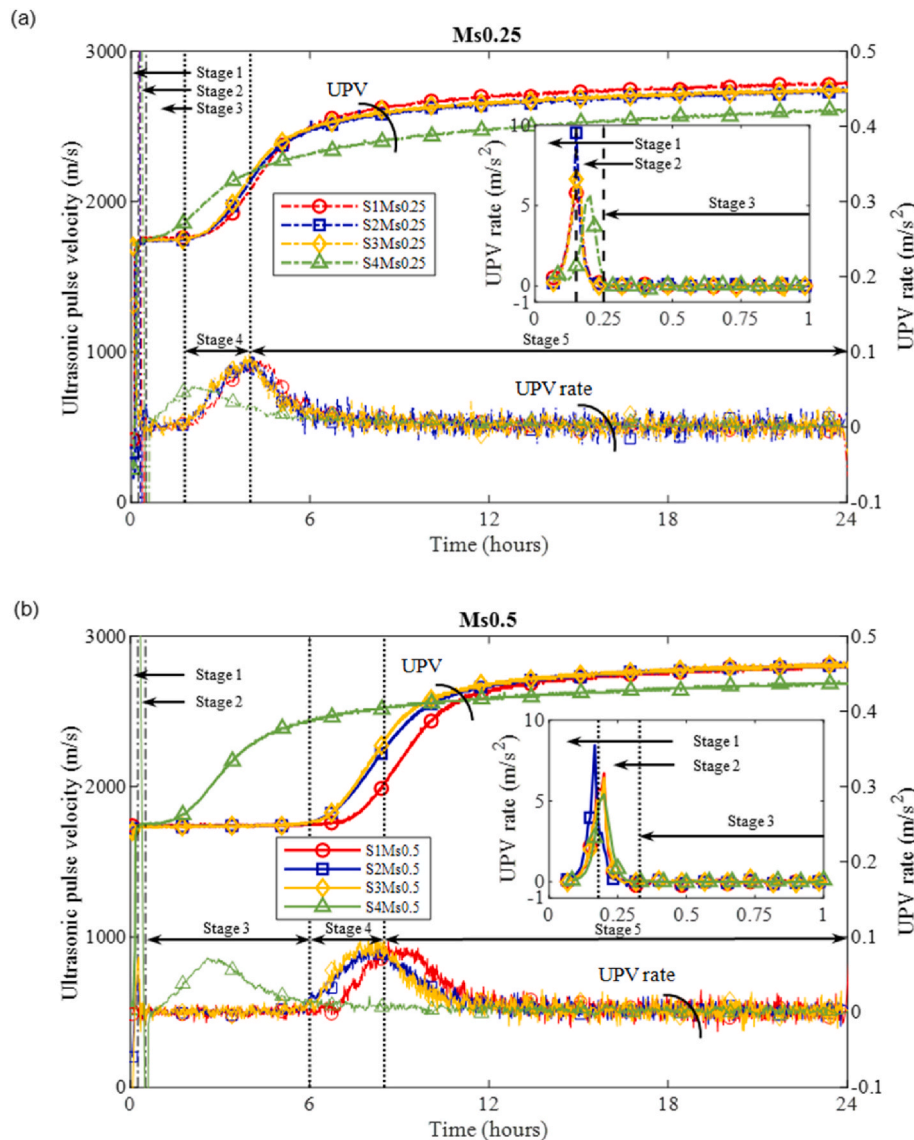 (a)
Ms0.25
3000
2000
1000
0
Ultrasonic pulse velocity (m/s)
0.5
0.4
0.3
0.2
0.1
0
-0.1
UPV rate (m/s²)
Stage 1
Stage 2
Stage 3
UPV
S1Ms0.25
S2Ms0.25
S3Ms0.25
S4Ms0.25
10
5
0
-1
UPV rate (m/s²)
Stage 1
Stage 2
Stage 3
0 0.25 0.5 0.75 1
Stage 4
Stage 5
UPV rate
0 6 12 18 24
Time (hours)
(b)
Ms0.5
3000
2000
1000
0
Ultrasonic pulse velocity (m/s)
0.5
0.4
0.3
0.2
0.1
0
-0.1
UPV rate (m/s²)
Stage 1
Stage 2
UPV
S1Ms0.5
S2Ms0.5
S3Ms0.5
S4Ms0.5
10
5
0
-1
UPV rate (m/s²)
Stage 1
Stage 2
Stage 3
0 0.25 0.5 0.75 1
Stage 3
Stage 4
Stage 5
UPV rate
0 6 12 18 24
Time (hours)